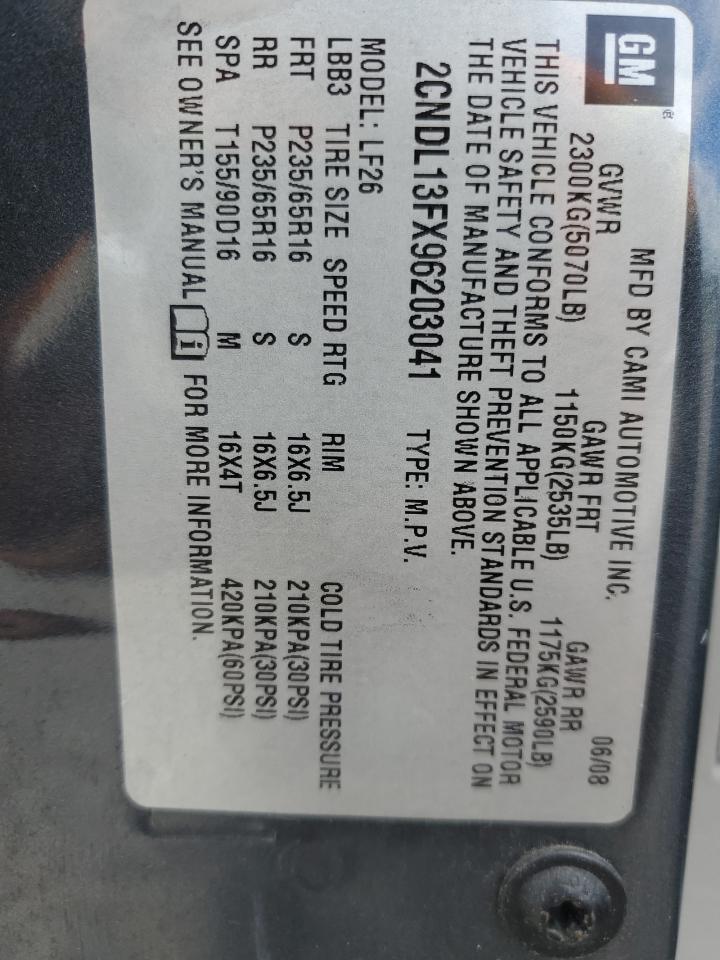 GM®
MFD BY CAMI AUTOMOTIVE INC. 06/08
GVWR GAWR FRT GAWR RR
2300KG(5070LB) 1150KG(2535LB) 1175KG(2590LB)
THIS VEHICLE CONFORMS TO ALL APPLICABLE U.S. FEDERAL MOTOR
VEHICLE SAFETY AND THEFT PREVENTION STANDARDS IN EFFECT ON
THE DATE OF MANUFACTURE SHOWN ABOVE.
2CNDL13FX96203041 TYPE: M.P.V.
MODEL: LF26
LBB3 TIRE SIZE SPEED RTG RIM COLD TIRE PRESSURE
FRT P235/65R16 S 16X6.5J 210KPA(30PSI)
RR P235/65R16 S 16X6.5J 210KPA(30PSI)
SPA T155/90D16 M 16X4T 420KPA(60PSI)
SEE OWNER'S MANUAL i FOR MORE INFORMATION.